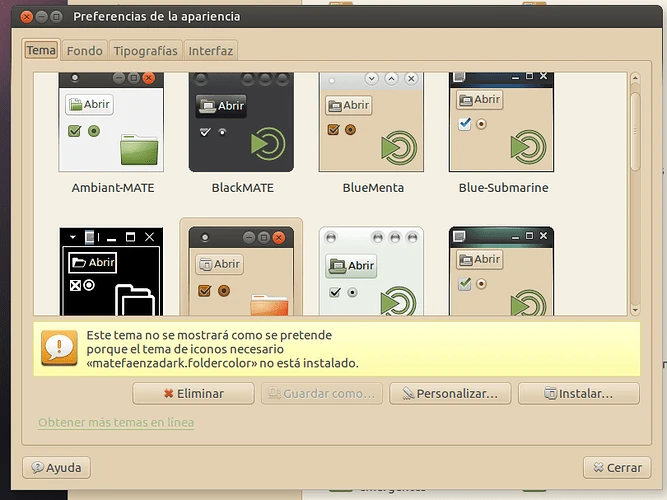 Preferencias de la apariencia
Tema
Fondo
Tipografías
Interfaz
Abrir
Abrir
Abrir
Abrir
Ambiant-MATE
BlackMATE
BlueMenta
Blue-Submarine
Abrir
Abrir
Abrir
Abrir
Este tema no se mostrará como se pretende
porque el tema de iconos necesario
«matefaenzadark.foldercolor» no está instalado.
Eliminar
Guardar como...
Personalizar...
Instalar...
Obtener más temas en línea
Ayuda
Cerrar